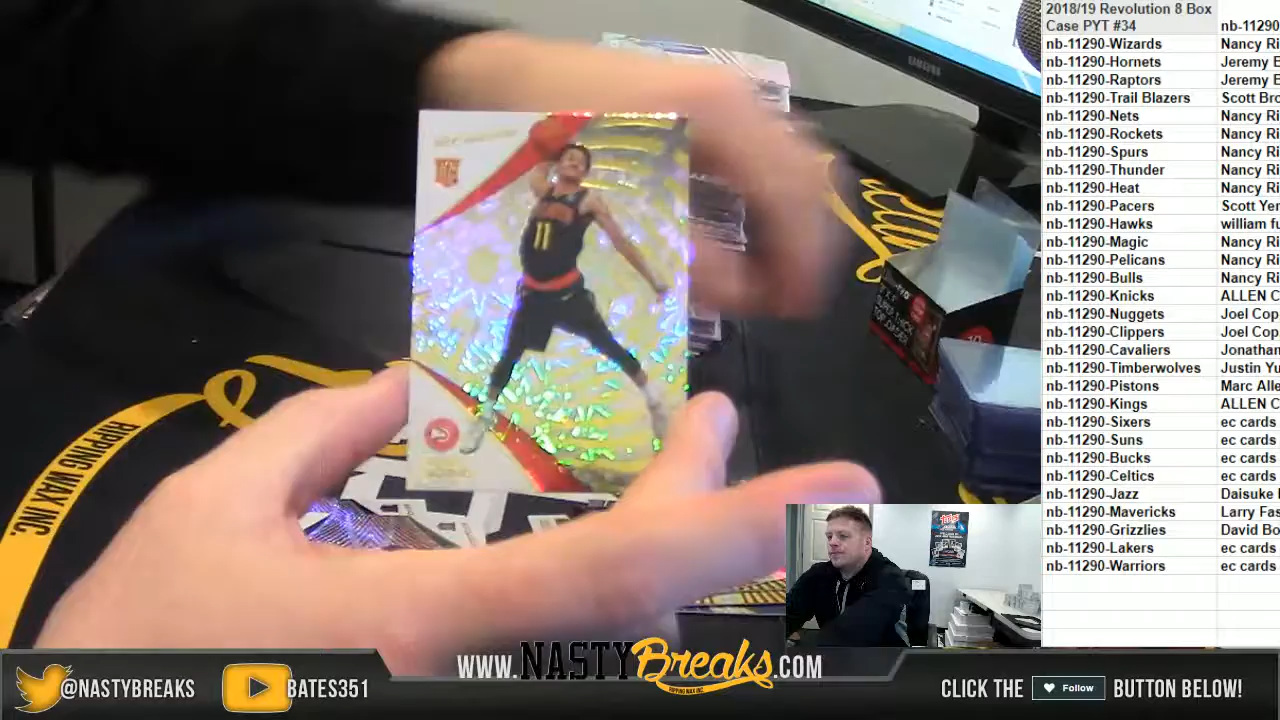 2018/19 Revolution 8 Box
Case PYT #34
nb-11290
nb-11290-Wizards Nancy Ri
nb-11290-Hornets Jeremy E
nb-11290-Raptors Jeremy E
nb-11290-Trail Blazers Scott Bro
nb-11290-Nets Nancy Ri
nb-11290-Rockets Nancy Ri
nb-11290-Spurs Nancy Ri
nb-11290-Thunder Nancy Ri
nb-11290-Heat Nancy Ri
nb-11290-Pacers Scott Yer
nb-11290-Hawks william fu
nb-11290-Magic Nancy Ri
nb-11290-Pelicans Nancy Ri
nb-11290-Bulls Nancy Ri
nb-11290-Knicks ALLEN C
nb-11290-Nuggets Joel Cop
nb-11290-Clippers Joel Cop
nb-11290-Cavaliers Jonathan
nb-11290-Timberwolves Justin Yu
nb-11290-Pistons Marc Alle
nb-11290-Kings ALLEN C
nb-11290-Sixers ec cards
nb-11290-Suns ec cards
nb-11290-Bucks ec cards
nb-11290-Celtics ec cards
nb-11290-Jazz Daisuke
nb-11290-Mavericks Larry Fas
nb-11290-Grizzlies David Bo
nb-11290-Lakers ec cards
nb-11290-Warriors ec cards
SAMSUNG
11
RIPPING WAX INC.
@NASTYBREAKS
BATES351
WWW.NASTYBreaks.COM
RIPPING WAX INC.
CLICK THE Follow BUTTON BELOW!